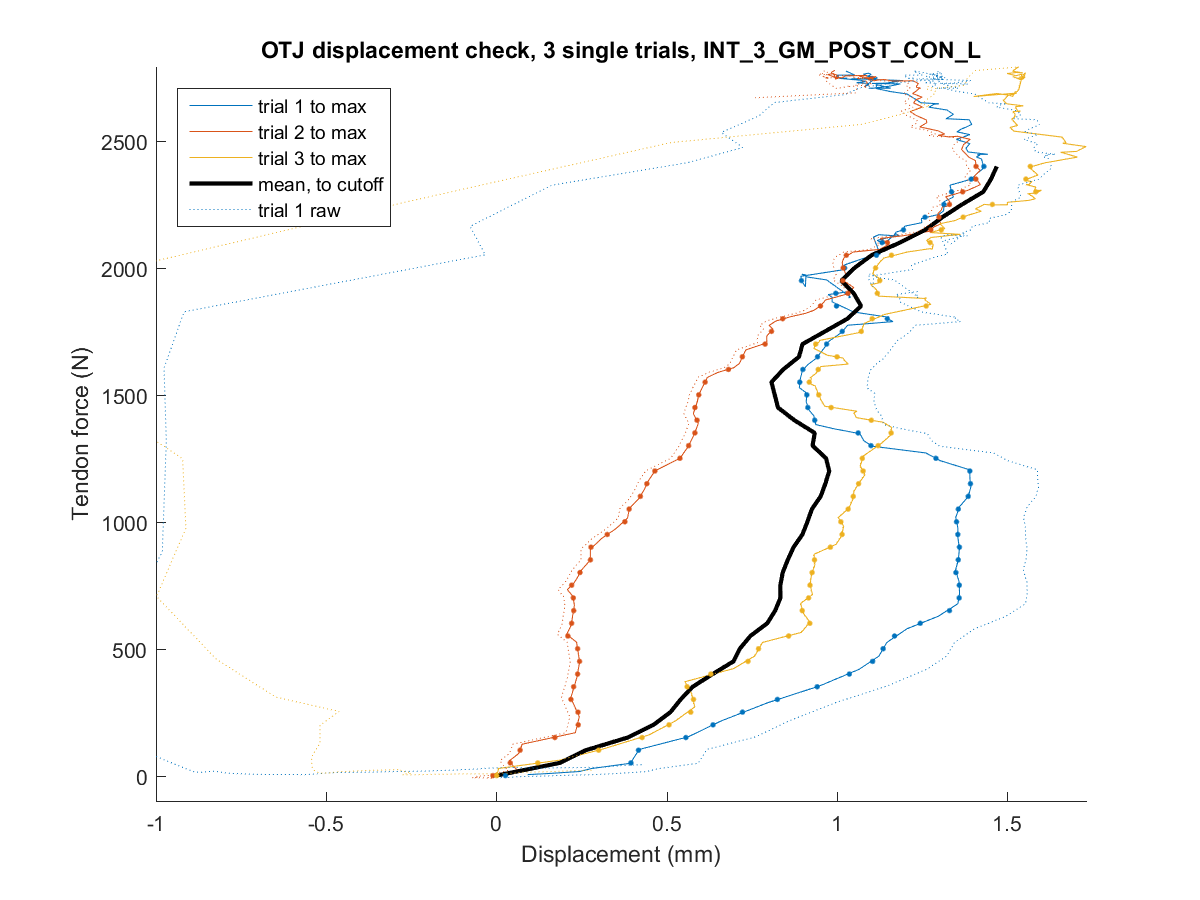 OTJ displacement check, 3 single trials, INT_3_GM_POST_CON_L
trial 1 to max
trial 2 to max
trial 3 to max
mean, to cutoff
trial 1 raw
Tendon force (N)
2500
2000
1500
1000
500
0
-1
-0.5
0
0.5
1
1.5
Displacement (mm)